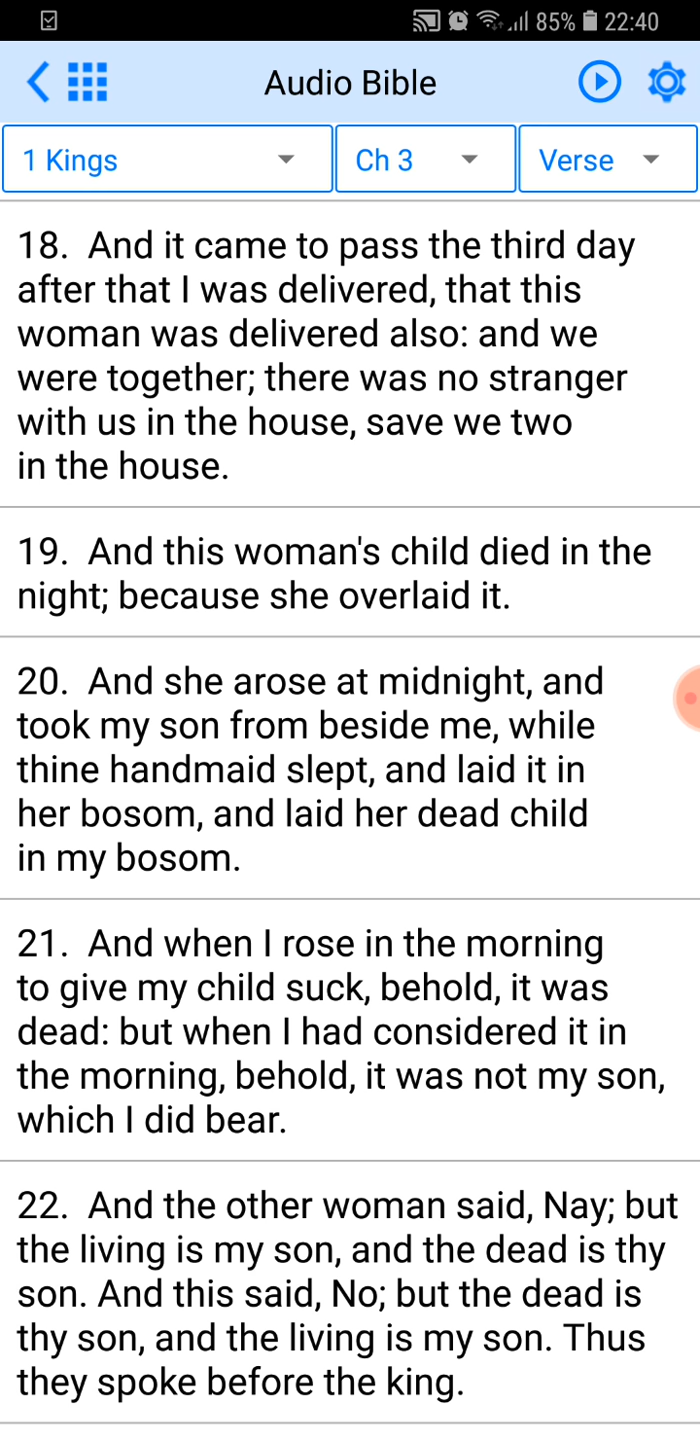 85% 22:40
Audio Bible
1 Kings Ch 3 Verse
18. And it came to pass the third day
after that I was delivered, that this
woman was delivered also: and we
were together; there was no stranger
with us in the house, save we two
in the house.
19. And this woman's child died in the
night; because she overlaid it.
20. And she arose at midnight, and
took my son from beside me, while
thine handmaid slept, and laid it in
her bosom, and laid her dead child
in my bosom.
21. And when I rose in the morning
to give my child suck, behold, it was
dead: but when I had considered it in
the morning, behold, it was not my son,
which I did bear.
22. And the other woman said, Nay; but
the living is my son, and the dead is thy
son. And this said, No; but the dead is
thy son, and the living is my son. Thus
they spoke before the king.